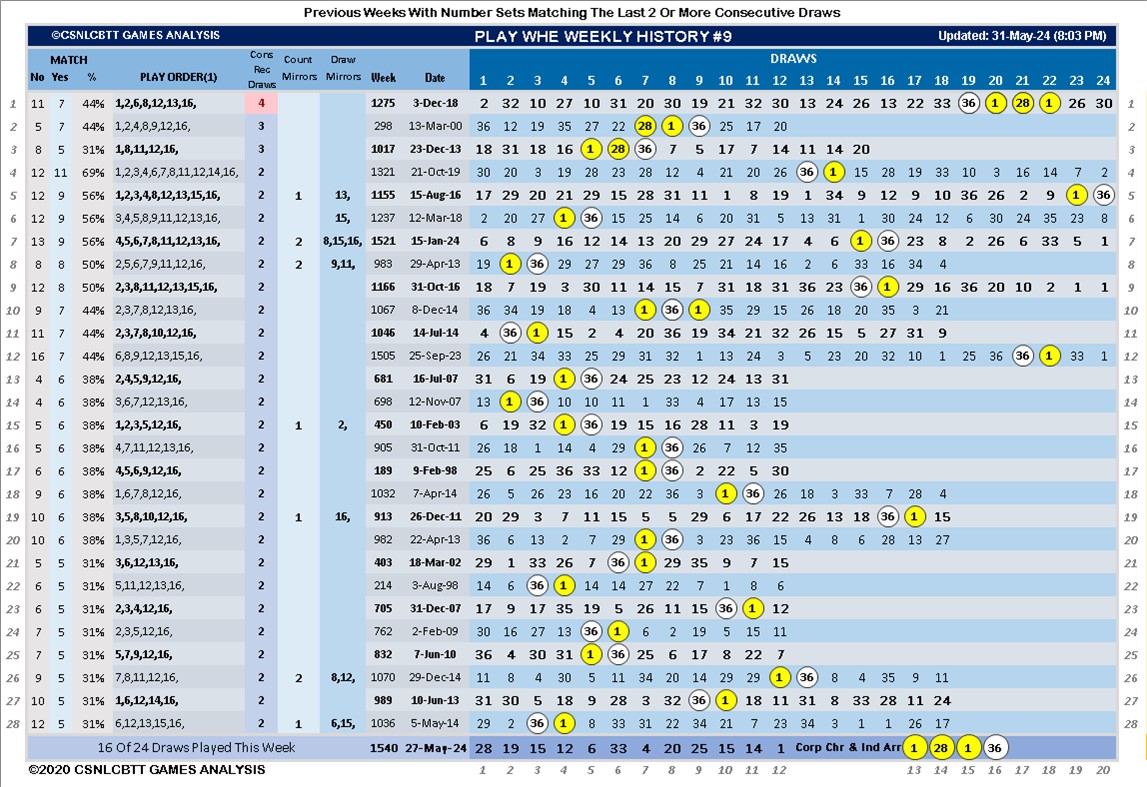 Previous Weeks With Number Sets Matching The Last 2 Or More Consecutive Draws
©CSNLCBTT GAMES ANALYSIS PLAY WHE WEEKLY HISTORY #9 Updated: 31-May-24 (8:03 PM)
MATCH Cons Rec Draws Count Mirrors Draw Mirrors DRAWS
No Yes % PLAY ORDER(1) Week Date 1 2 3 4 5 6 7 8 9 10 11 12 13 14 15 16 17 18 19 20 21 22 23 24
1 11 7 44% 1,2,6,8,12,13,16, 4 1275 3-Dec-18 2 32 10 27 10 31 20 30 19 21 32 30 13 24 26 13 22 33 36 1 28 1 26 30 1
2 5 7 44% 1,2,4,8,9,12,16, 3 298 13-Mar-00 36 12 19 35 27 22 28 1 36 25 17 20 2
3 8 5 31% 1,8,11,12,16, 3 1017 23-Dec-13 18 31 18 16 1 6 36 7 5 17 7 14 11 14 20 3
4 12 11 69% 1,2,3,4,6,7,8,11,12,14,16, 2 1321 21-Oct-19 30 20 3 19 28 23 28 12 4 21 20 26 36 1 15 28 19 33 10 3 16 14 7 2 4
5 12 9 56% 1,2,3,4,8,12,13,15,16, 2 1 13, 1155 15-Aug-16 17 29 20 21 29 15 28 31 11 1 8 19 1 34 9 12 9 10 36 26 2 9 1 36 5
6 12 9 56% 3,4,5,8,9,11,12,13,16, 2 15, 1237 12-Mar-18 2 20 27 1 36 15 25 14 6 20 31 5 13 31 1 30 24 12 6 30 24 35 23 8 6
7 13 9 56% 4,5,6,7,8,11,12,13,16, 2 2 8,15,16, 1521 15-Jan-24 6 8 9 16 12 14 13 20 29 27 24 17 4 6 1 36 23 8 2 26 6 33 5 1 7
8 8 8 50% 2,5,6,7,9,11,12,16, 2 2 9,11, 983 29-Apr-13 19 1 36 29 27 29 36 8 25 21 14 16 2 6 33 16 34 4 8
9 12 8 50% 2,3,8,11,12,13,15,16, 2 1166 31-Oct-16 18 7 19 3 30 11 14 15 7 31 18 31 36 23 36 1 29 16 36 20 10 2 1 1 9
10 9 7 44% 2,3,7,8,12,13,16, 2 1067 8-Dec-14 36 34 19 18 4 13 1 36 1 35 29 15 26 18 20 35 3 21 10
11 11 7 44% 2,3,7,8,10,12,16, 2 1046 14-Jul-14 4 36 1 15 2 4 20 36 19 34 21 32 26 15 5 27 31 9 11
12 16 7 44% 6,8,9,12,13,15,16, 2 1505 25-Sep-23 26 21 34 33 25 29 31 32 1 13 24 3 5 23 20 32 10 1 25 36 36 1 33 1 12
13 4 6 38% 2,4,5,9,12,16, 2 681 16-Jul-07 31 6 19 1 36 24 25 23 12 24 13 31 13
14 4 6 38% 3,6,7,12,13,16, 2 698 12-Nov-07 13 1 36 10 10 11 1 33 4 17 13 15 14
15 5 6 38% 1,2,3,5,12,16, 2 1 2, 450 10-Feb-03 6 19 32 1 36 19 15 16 28 11 3 19 15
16 5 6 38% 4,7,11,12,13,16, 2 905 31-Oct-11 26 18 1 14 4 29 1 36 26 7 12 35 16
17 6 6 38% 4,5,6,9,12,16, 2 189 9-Feb-98 25 6 25 36 33 12 1 36 2 22 5 30 17
18 9 6 38% 1,6,7,8,12,16, 2 1032 7-Apr-14 26 5 26 23 16 20 22 36 3 1 36 26 18 3 33 7 28 4 18
19 10 6 38% 3,5,8,10,12,16, 2 1 16, 913 26-Dec-11 20 29 3 7 11 15 5 5 29 6 17 22 26 13 18 36 1 15 19
20 10 6 38% 1,3,5,7,12,16, 2 982 22-Apr-13 36 6 13 2 7 29 1 36 3 23 36 15 4 8 6 28 13 27 20
21 5 5 31% 3,6,12,13,16, 2 403 18-Mar-02 29 1 33 26 7 36 1 29 35 9 7 15 21
22 6 5 31% 5,11,12,13,16, 2 214 3-Aug-98 14 6 36 1 14 14 27 22 7 1 8 6 22
23 6 5 31% 2,3,4,12,16, 2 705 31-Dec-07 17 9 17 35 19 5 26 11 15 36 1 12 23
24 7 5 31% 2,3,5,12,16, 2 762 2-Feb-09 30 16 27 13 36 1 6 2 19 5 15 11 24
25 7 5 31% 5,7,9,12,16, 2 832 7-Jun-10 36 4 30 31 1 36 25 6 17 8 22 7 25
26 9 5 31% 7,8,11,12,16, 2 2 8,12, 1070 29-Dec-14 11 8 4 30 5 11 34 20 14 29 29 1 36 8 4 35 9 11 26
27 10 5 31% 1,6,12,14,16, 2 989 10-Jun-13 31 30 5 18 9 28 3 32 36 1 18 11 31 8 33 28 11 24 27
28 12 5 31% 6,12,13,15,16, 2 1 6,15, 1036 5-May-14 29 2 36 1 8 33 31 22 34 21 7 23 34 3 1 1 26 17 28
16 Of 24 Draws Played This Week 1540 27-May-24 28 19 15 12 6 33 4 20 25 15 14 1 Corp Chr & Ind Arr 1 28 1 36
©2020 CSNLCBTT GAMES ANALYSIS 1 2 3 4 5 6 7 8 9 10 11 12 13 14 15 16 17 18 19 20 21 22 23 24